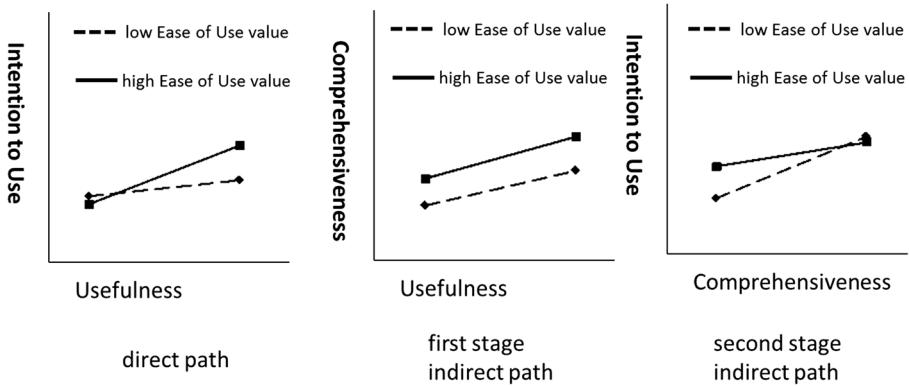 Intention to Use
low Ease of Use value
high Ease of Use value
Usefulness
direct path
Comprehensiveness
low Ease of Use value
high Ease of Use value
Usefulness
first stage
indirect path
Intention to Use
low Ease of Use value
high Ease of Use value
Comprehensiveness
second stage
indirect path